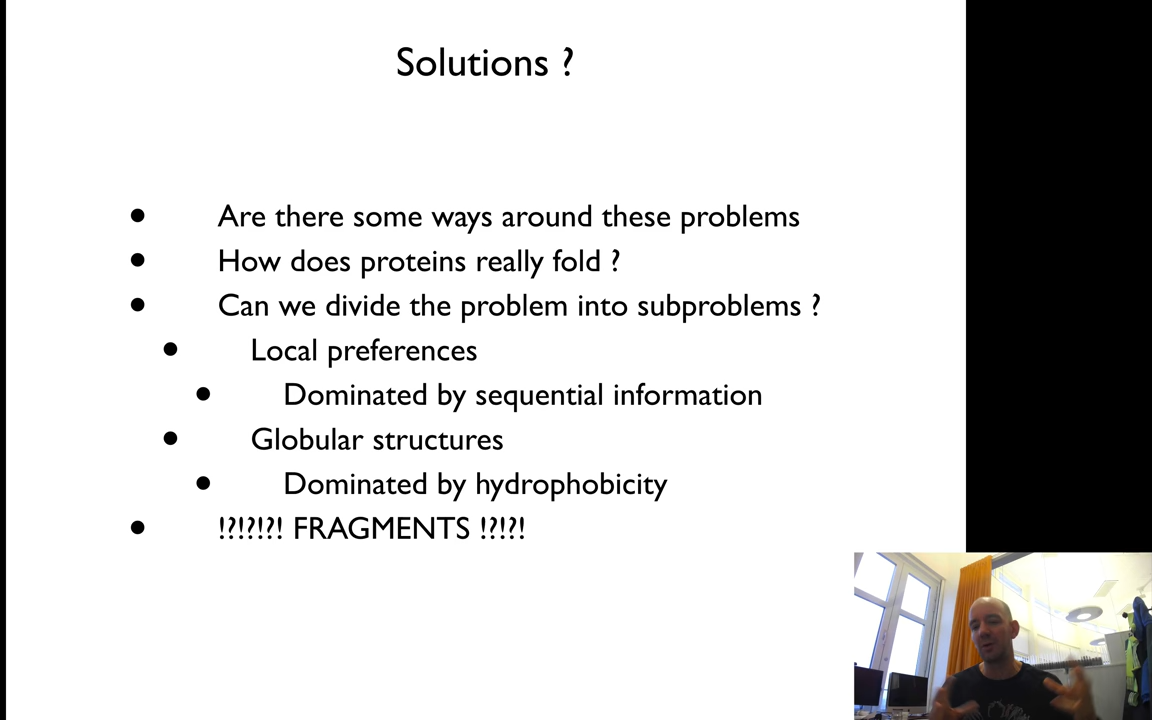 Solutions ?
• Are there some ways around these problems
• How does proteins really fold ?
• Can we divide the problem into subproblems ?
• Local preferences
• Dominated by sequential information
• Globular structures
• Dominated by hydrophobicity
• !?!?!?! FRAGMENTS !?!?!